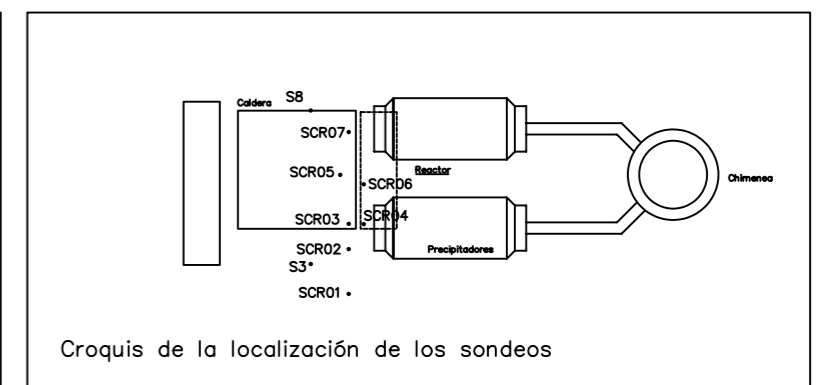 Caldera
S8
SCR07
SCR05
Reactor
SCR06
Chimenea
SCR03
SCR04
SCR02
Precipitadores
S3
SCR01
Croquis de la localización de los sondeos